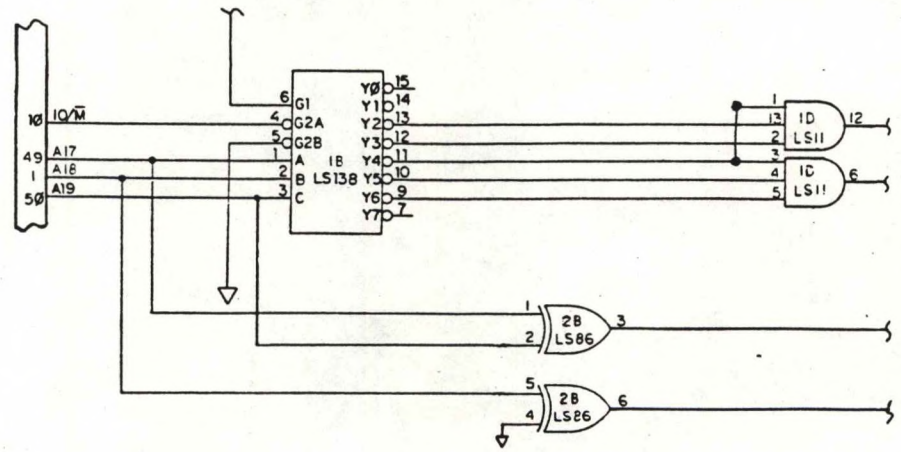 10 IO/M̅
49 A17
1 A18
50 A19
6 G1
4 G2A
5 G2B
1 A
2 B
3 C
1B
LS138
Y0 15
Y1 14
Y2 13
Y3 12
Y4 11
Y5 10
Y6 9
Y7 7
1
13
2
1D
LS11
12
3
4
5
1D
LS11
6
1
2
2B
LS86
3
5
4
2B
LS86
6